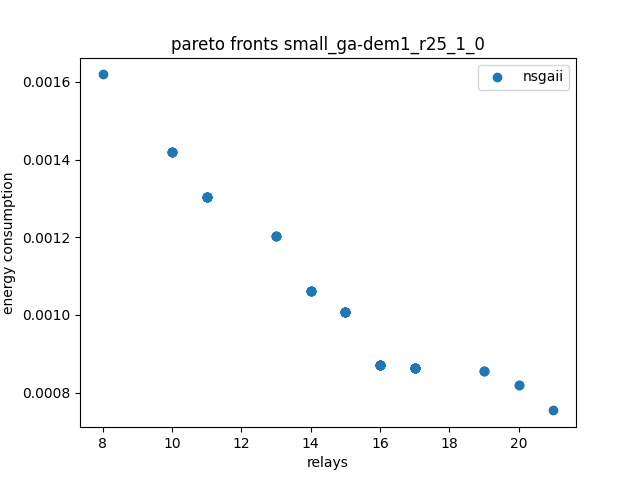 pareto fronts small_ga-dem1_r25_1_0
nsgaii
energy consumption
0.0016
0.0014
0.0012
0.0010
0.0008
8 10 12 14 16 18 20
relays